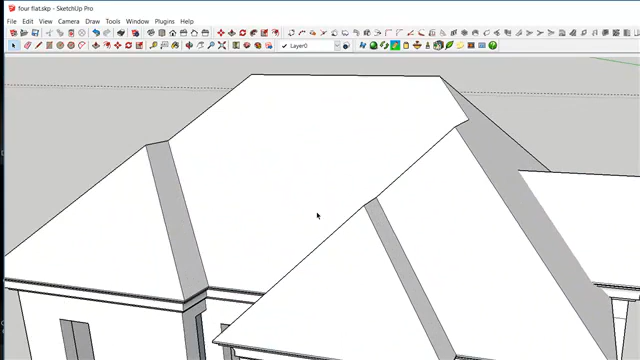 four flat.skp - SketchUp Pro
File Edit View Camera Draw Tools Window Plugins Help
Layer0